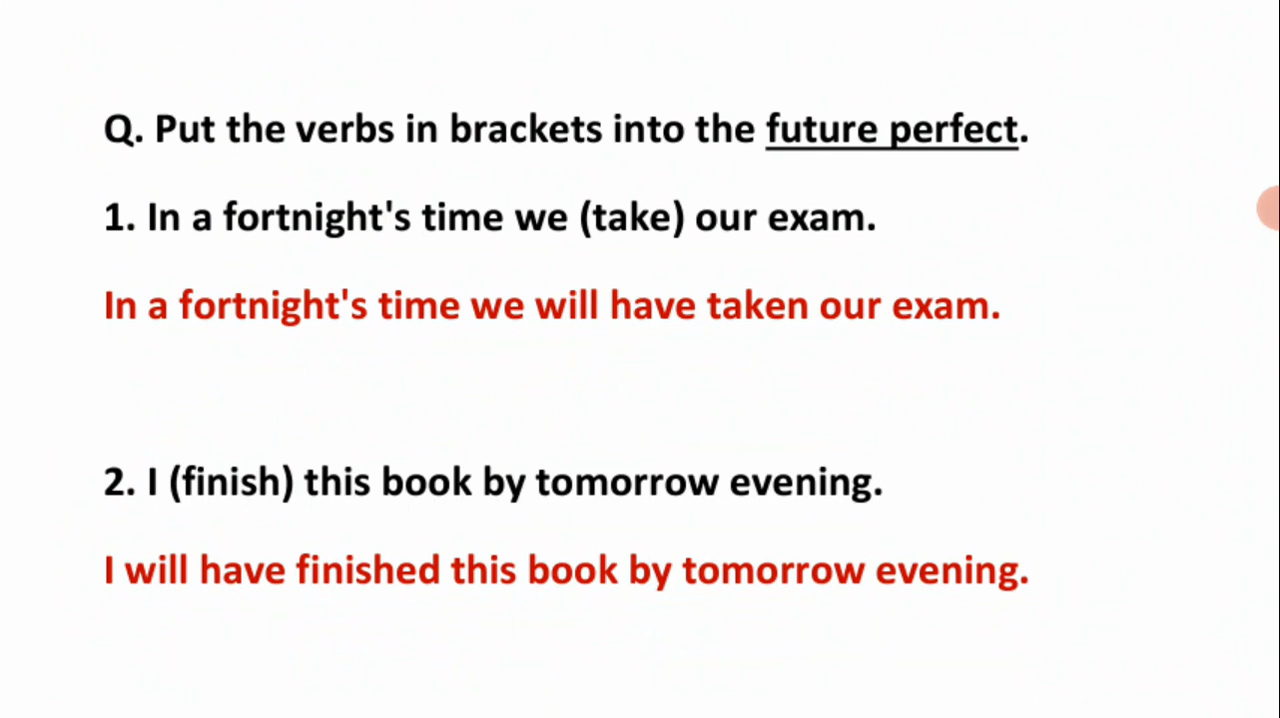 Q. Put the verbs in brackets into the future perfect.
1. In a fortnight's time we (take) our exam.
In a fortnight's time we will have taken our exam.
2. I (finish) this book by tomorrow evening.
I will have finished this book by tomorrow evening.